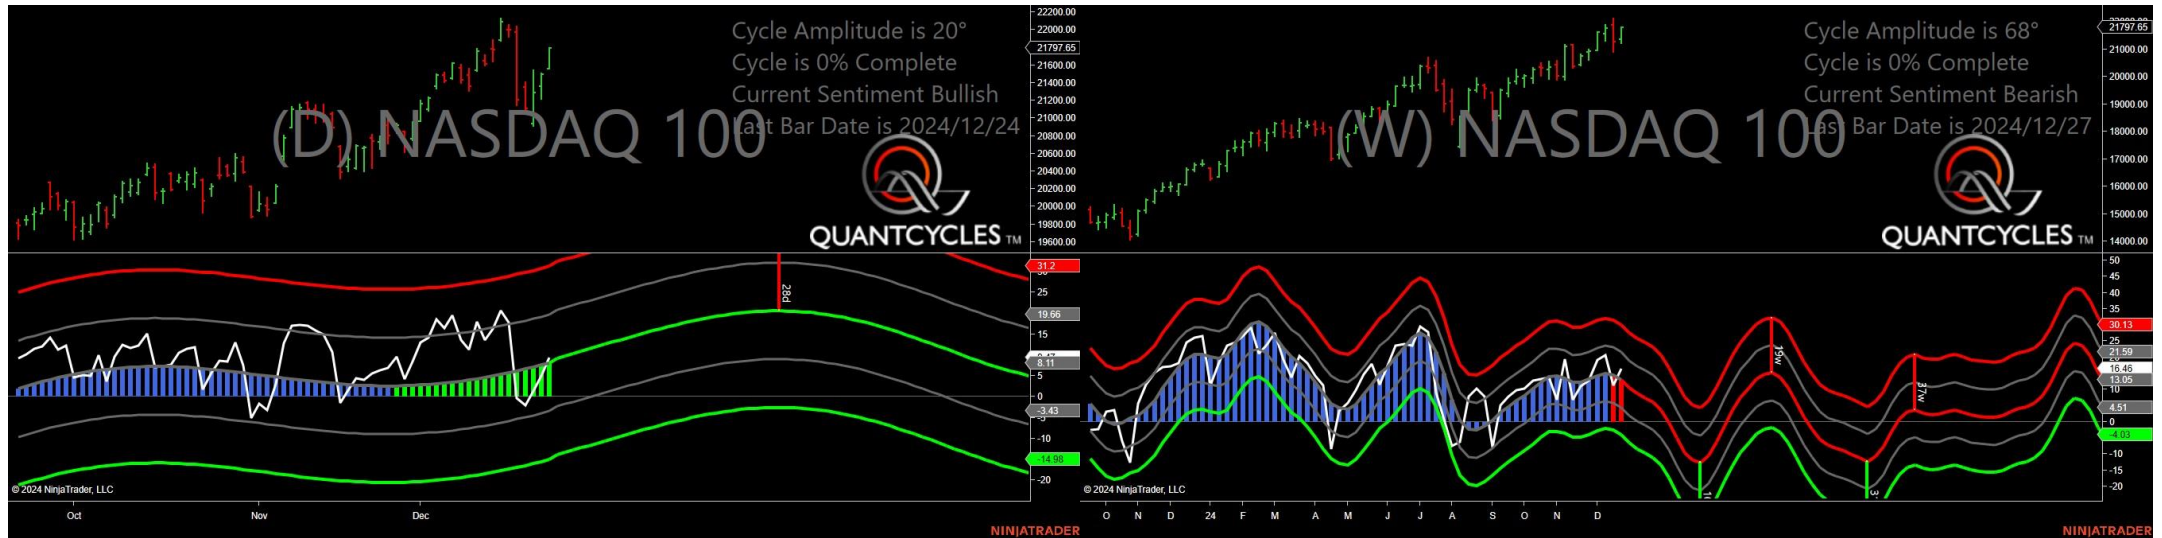 Cycle Amplitude is 20°
Cycle is 0% Complete
Current Sentiment Bullish
Last Bar Date is 2024/12/24
(D) NASDAQ 100
QUANTCYCLES TM
22200.00
22000.00
21797.65
21600.00
21400.00
21200.00
21000.00
20800.00
20600.00
20400.00
20200.00
20000.00
19800.00
19600.00
31.2
25
19.66
15
8.11
5
0
-3.43
-10
-14.98
-20
28d
© 2024 NinjaTrader, LLC
Oct Nov Dec
NINJATRADER
Cycle Amplitude is 68°
Cycle is 0% Complete
Current Sentiment Bearish
Last Bar Date is 2024/12/27
(W) NASDAQ 100
QUANTCYCLES TM
21797.65
21000.00
20000.00
19000.00
18000.00
17000.00
16000.00
15000.00
14000.00
50
45
40
35
30.13
25
21.59
16.46
13.05
10
4.51
0
-4.03
-10
-15
-20
19w
37w
© 2024 NinjaTrader, LLC
O N D 24 F M A M J J A S O N D
NINJATRADER